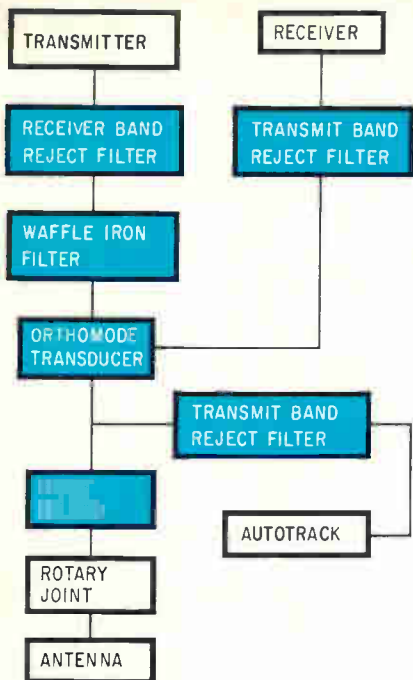 TRANSMITTER
RECEIVER
RECEIVER BAND
REJECT FILTER
TRANSMIT BAND
REJECT FILTER
WAFFLE IRON
FILTER
ORTHOMODE
TRANSDUCER
TRANSMIT BAND
REJECT FILTER
AUTOTRACK
ROTARY
JOINT
ANTENNA